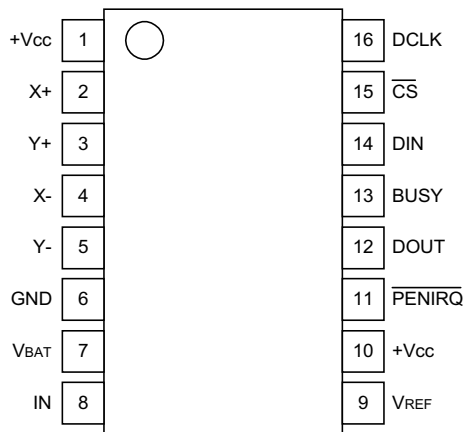 +Vcc 1 16 DCLK
X+ 2 15 CS
Y+ 3 14 DIN
X- 4 13 BUSY
Y- 5 12 DOUT
GND 6 11 PENIRQ
VBAT 7 10 +Vcc
IN 8 9 VREF